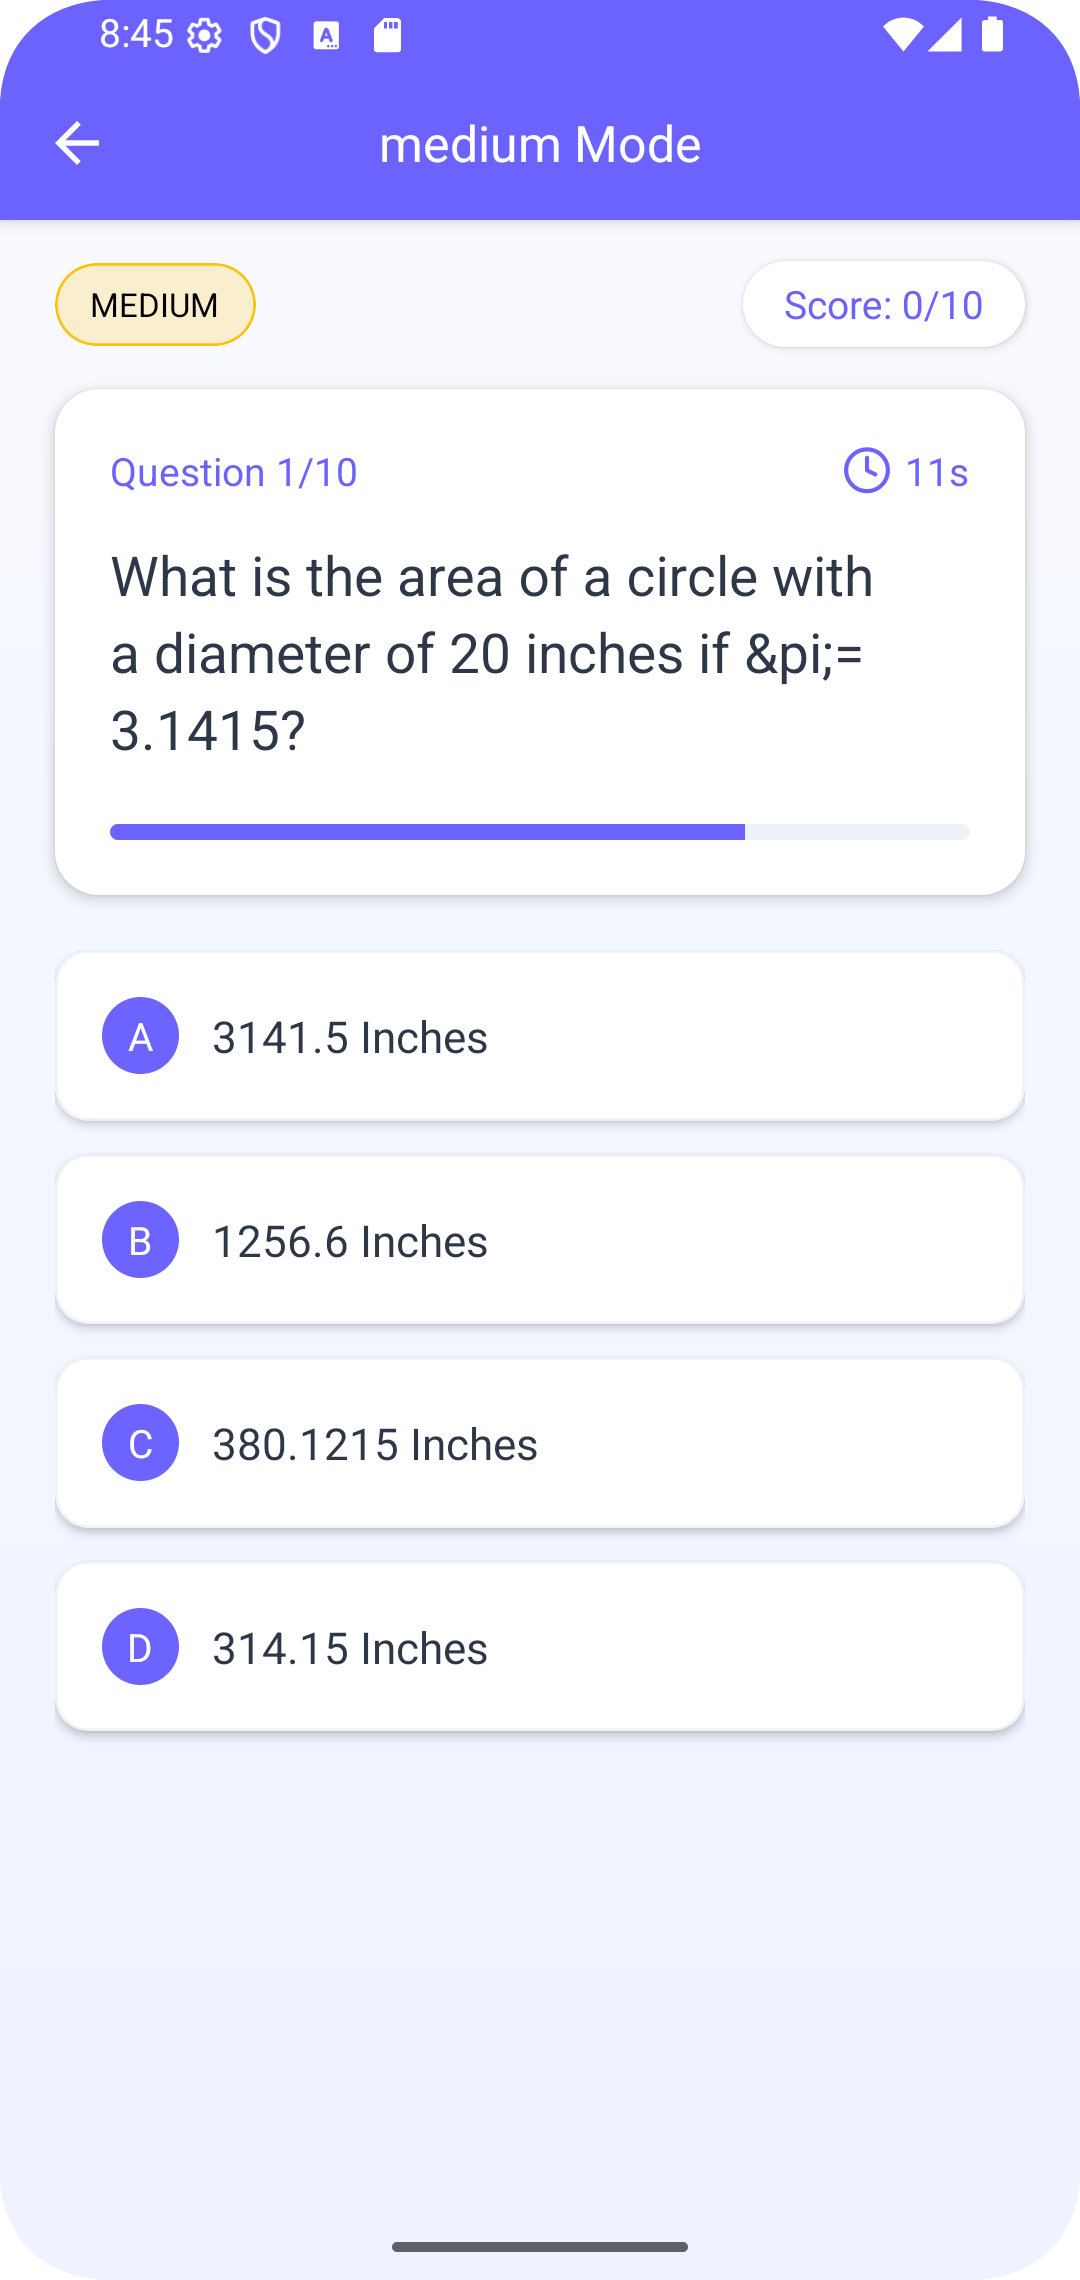 8:45
medium Mode
MEDIUM
Score: 0/10
Question 1/10
11s
What is the area of a circle with
a diameter of 20 inches if &pi;=
3.1415?
A
3141.5 Inches
B
1256.6 Inches
C
380.1215 Inches
D
314.15 Inches